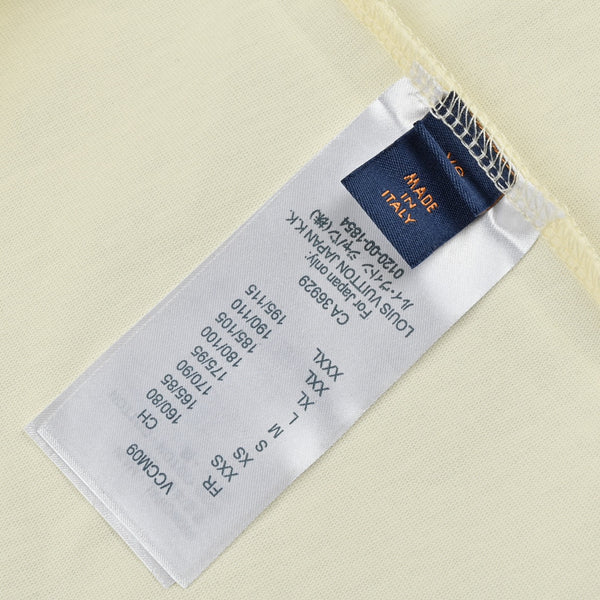 MADE
IN
ITALY
VCCM09
FR CH
XXS 160/80
XS 165/85
S 170/90
M 175/95
L 180/100
XL 185/105
XXL 190/110
XXXL 195/115
CA 36929
For Japan only:
LOUIS VUITTON JAPAN K.K.
ルイ・ヴィトン ジャパン(株)
0120-00-1854